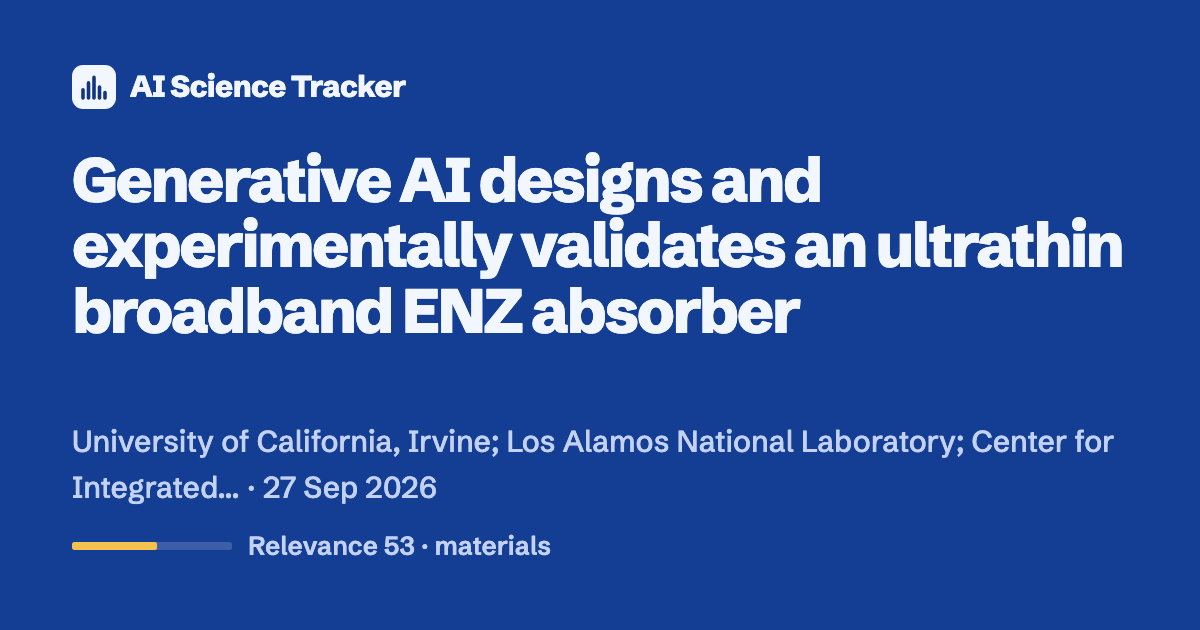 AI Science Tracker
Generative AI designs and
experimentally validates an ultrathin
broadband ENZ absorber
University of California, Irvine; Los Alamos National Laboratory; Center for
Integrated... · 27 Sep 2026
Relevance 53 · materials